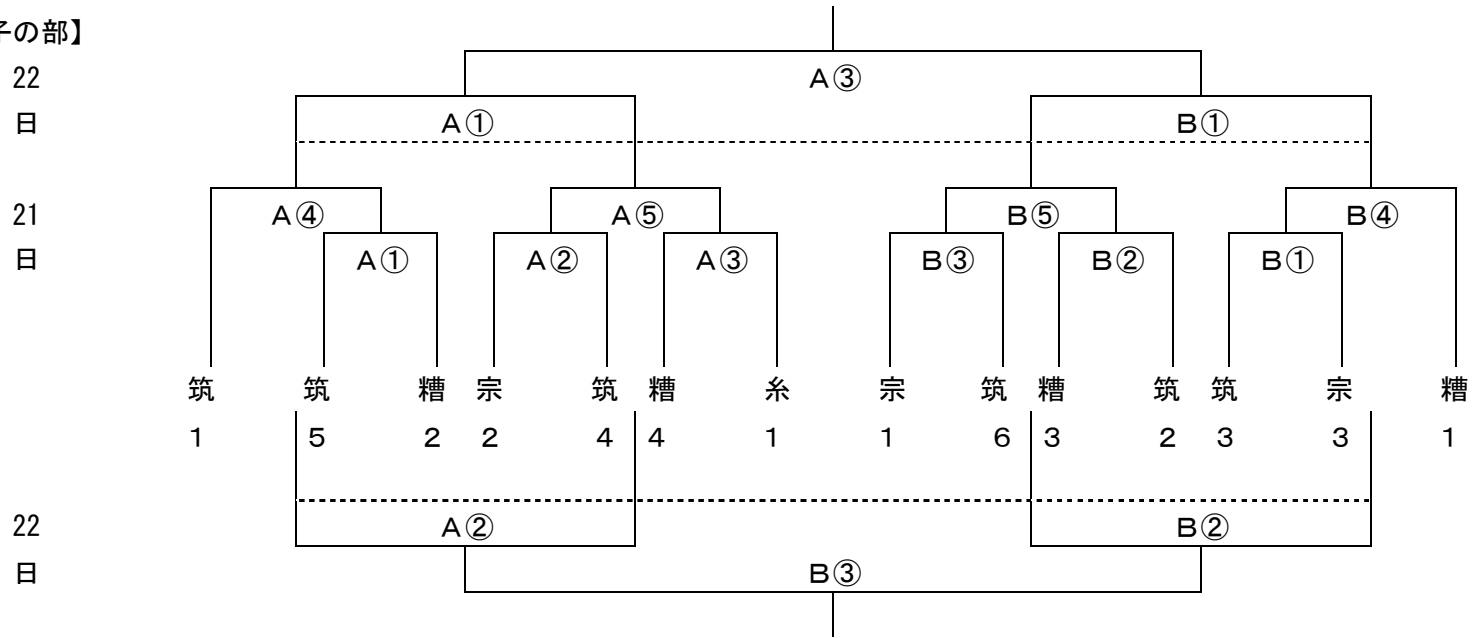 子の部】
22
A③
日
A① B①
21
A④ A⑤ B⑤ B④
日
A① A② A③ B③ B② B①
筑 筑 糟 宗 筑 糟 糸 宗 筑 糟 筑 筑 宗 糟
1 5 2 2 4 4 1 1 6 3 2 3 3 1
22
A② B②
日
B③